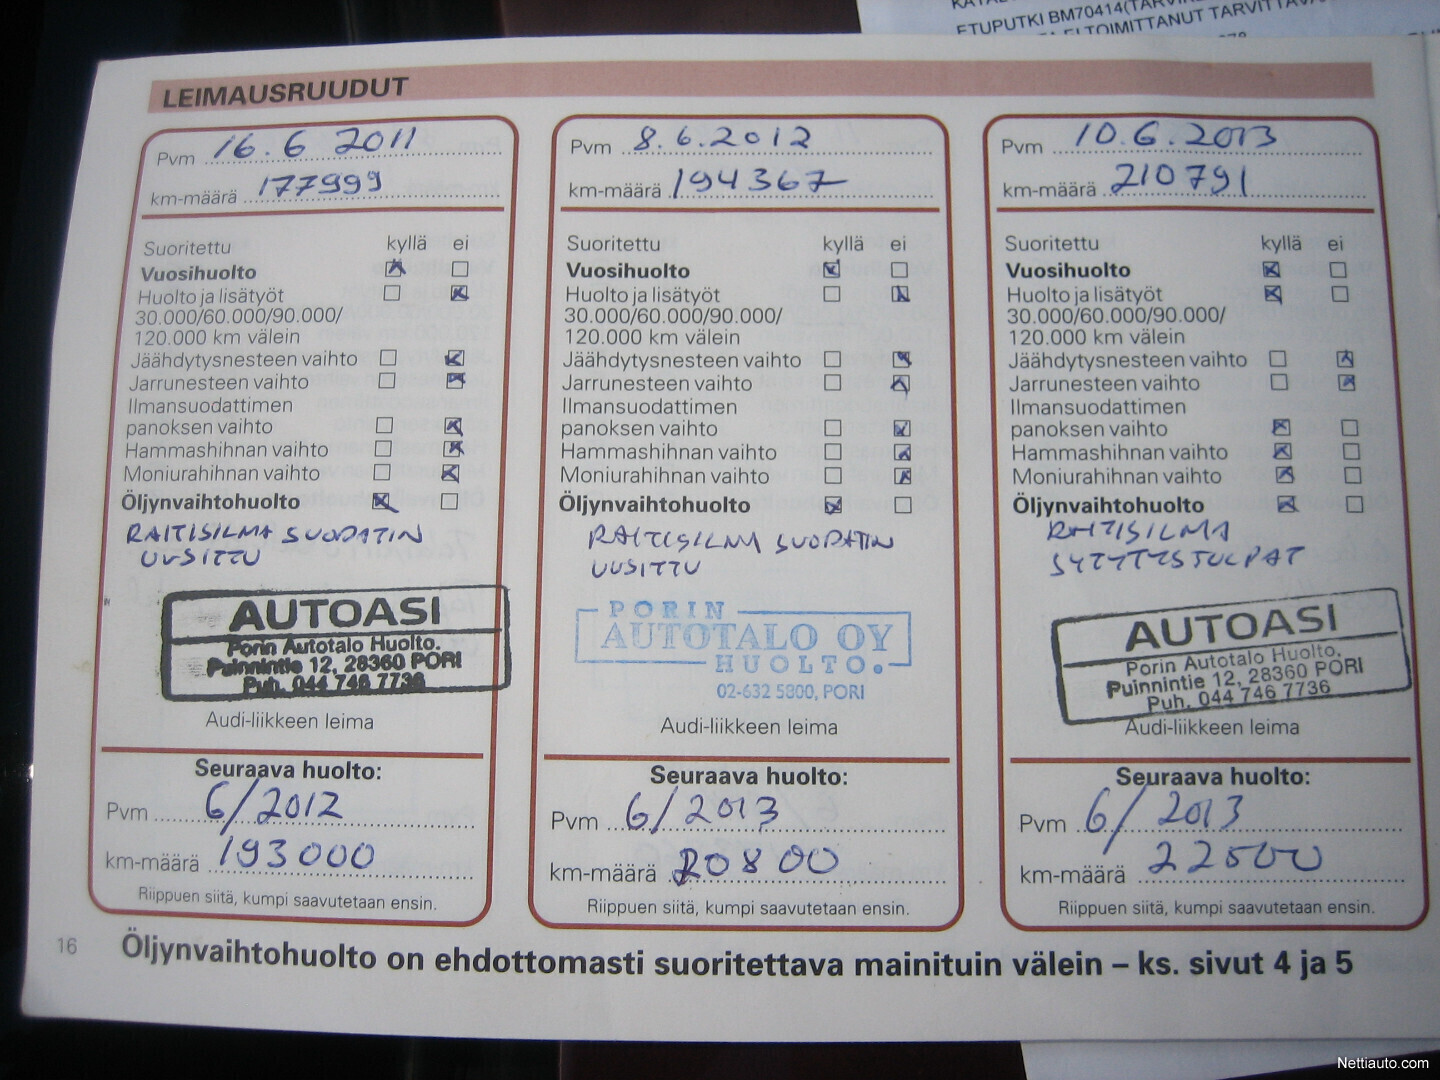 ETUPUTKI BM70414(
EI TOIMITTANUT
LEIMAUSRUUDUT
Pvm 16.6 2011
km-määrä 177999
Suoritettu kyllä ei
Vuosihuolto
Huolto ja lisätyöt
30.000/60.000/90.000/
120.000 km välein
Jäähdytysnesteen vaihto
Jarrunesteen vaihto
Ilmansuodattimen
panoksen vaihto
Hammashihnan vaihto
Moniurahihnan vaihto
Öljynvaihtohuolto
RAITISILMA SUODATIN
UUSITTU
AUTOASI
Porin Autotalo Huolto.
Puinnintie 12, 28360 PORI
Puh. 044 746 7736
Audi-liikkeen leima
Seuraava huolto:
Pvm 6/2012
km-määrä 193000
Riippuen siitä, kumpi saavutetaan ensin.
Pvm 8.6.2012
km-määrä 194367
Suoritettu kyllä ei
Vuosihuolto
Huolto ja lisätyöt
30.000/60.000/90.000/
120.000 km välein
Jäähdytysnesteen vaihto
Jarrunesteen vaihto
Ilmansuodattimen
panoksen vaihto
Hammashihnan vaihto
Moniurahihnan vaihto
Öljynvaihtohuolto
RAITISILM SUODATIN
UUSITTU
PORIN
AUTOTALO OY
HUOLTO.
02-632 5800, PORI
Audi-liikkeen leima
Seuraava huolto:
Pvm 6/2013
km-määrä 20800
Riippuen siitä, kumpi saavutetaan ensin.
Pvm 10.6.2013
km-määrä 210791
Suoritettu kyllä ei
Vuosihuolto
Huolto ja lisätyöt
30.000/60.000/90.000/
120.000 km välein
Jäähdytysnesteen vaihto
Jarrunesteen vaihto
Ilmansuodattimen
panoksen vaihto
Hammashihnan vaihto
Moniurahihnan vaihto
Öljynvaihtohuolto
RAITISILMA
SYTYTYSTULPAT
AUTOASI
Porin Autotalo Huolto.
Puinnintie 12, 28360 PORI
Puh. 044 746 7736
Audi-liikkeen leima
Seuraava huolto:
Pvm 6/2013
km-määrä 22500
Riippuen siitä, kumpi saavutetaan ensin.
16 Öljynvaihtohuolto on ehdottomasti suoritettava mainituin välein – ks. sivut 4 ja 5
Nettiauto.com